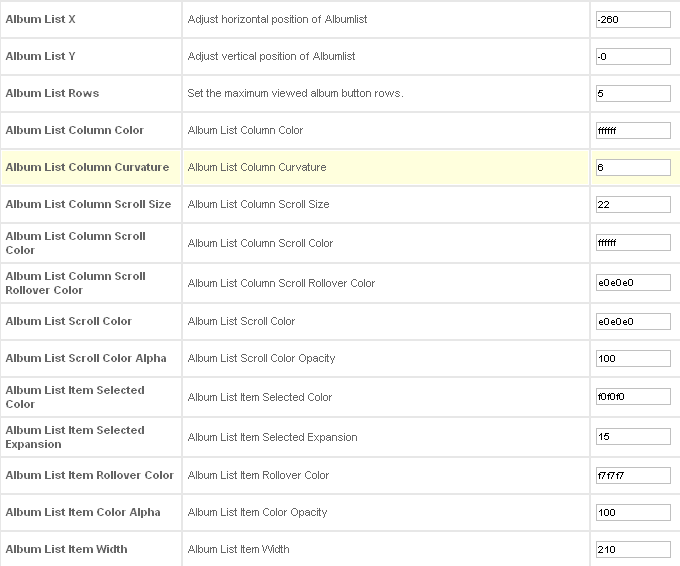 Album List X Adjust horizontal position of Albumlist -260
Album List Y Adjust vertical position of Albumlist -0
Album List Rows Set the maximum viewed album button rows. 5
Album List Column Color Album List Column Color ffffff
Album List Column Curvature Album List Column Curvature 6
Album List Column Scroll Size Album List Column Scroll Size 22
Album List Column Scroll
Color Album List Column Scroll Color ffffff
Album List Column Scroll
Rollover Color Album List Column Scroll Rollover Color e0e0e0
Album List Scroll Color Album List Scroll Color e0e0e0
Album List Scroll Color Alpha Album List Scroll Color Opacity 100
Album List Item Selected
Color Album List Item Selected Color f0f0f0
Album List Item Selected
Expansion Album List Item Selected Expansion 15
Album List Item Rollover Color Album List Item Rollover Color f7f7f7
Album List Item Color Alpha Album List Item Color Opacity 100
Album List Item Width Album List Item Width 210